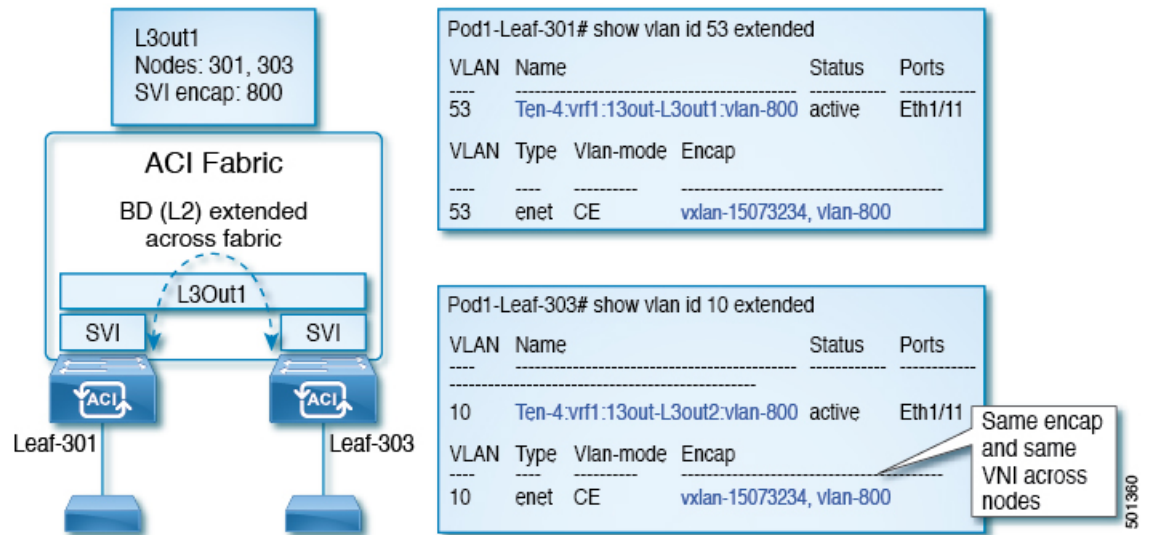 L3out1
Nodes: 301, 303
SVI encap: 800
ACI Fabric
BD (L2) extended
across fabric
L3Out1
SVI
SVI
ACI
ACI
Leaf-301
Leaf-303
Pod1-Leaf-301# show vlan id 53 extended
VLAN Name Status Ports
---- -------------------------------------------- ------------ ------------
53 Ten-4:vrf1:13out-L3out1:vlan-800 active Eth1/11
VLAN Type Vlan-mode Encap
---- ---- ---------- ----------------------------------------
53 enet CE vxlan-15073234, vlan-800
Pod1-Leaf-303# show vlan id 10 extended
VLAN Name Status Ports
---- -------------------------------------------- ------------ ------------
------------------------------------------------
10 Ten-4:vrf1:13out-L3out2:vlan-800 active Eth1/11
VLAN Type Vlan-mode Encap
---- ---- ---------- ----------------------------------------
10 enet CE vxlan-15073234, vlan-800
Same encap
and same
VNI across
nodes
501360